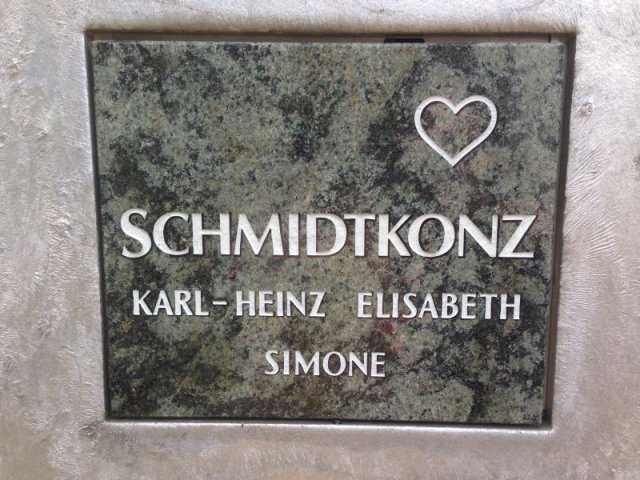 SCHMIDTKONZ
KARL-HEINZ ELISABETH
SIMONE